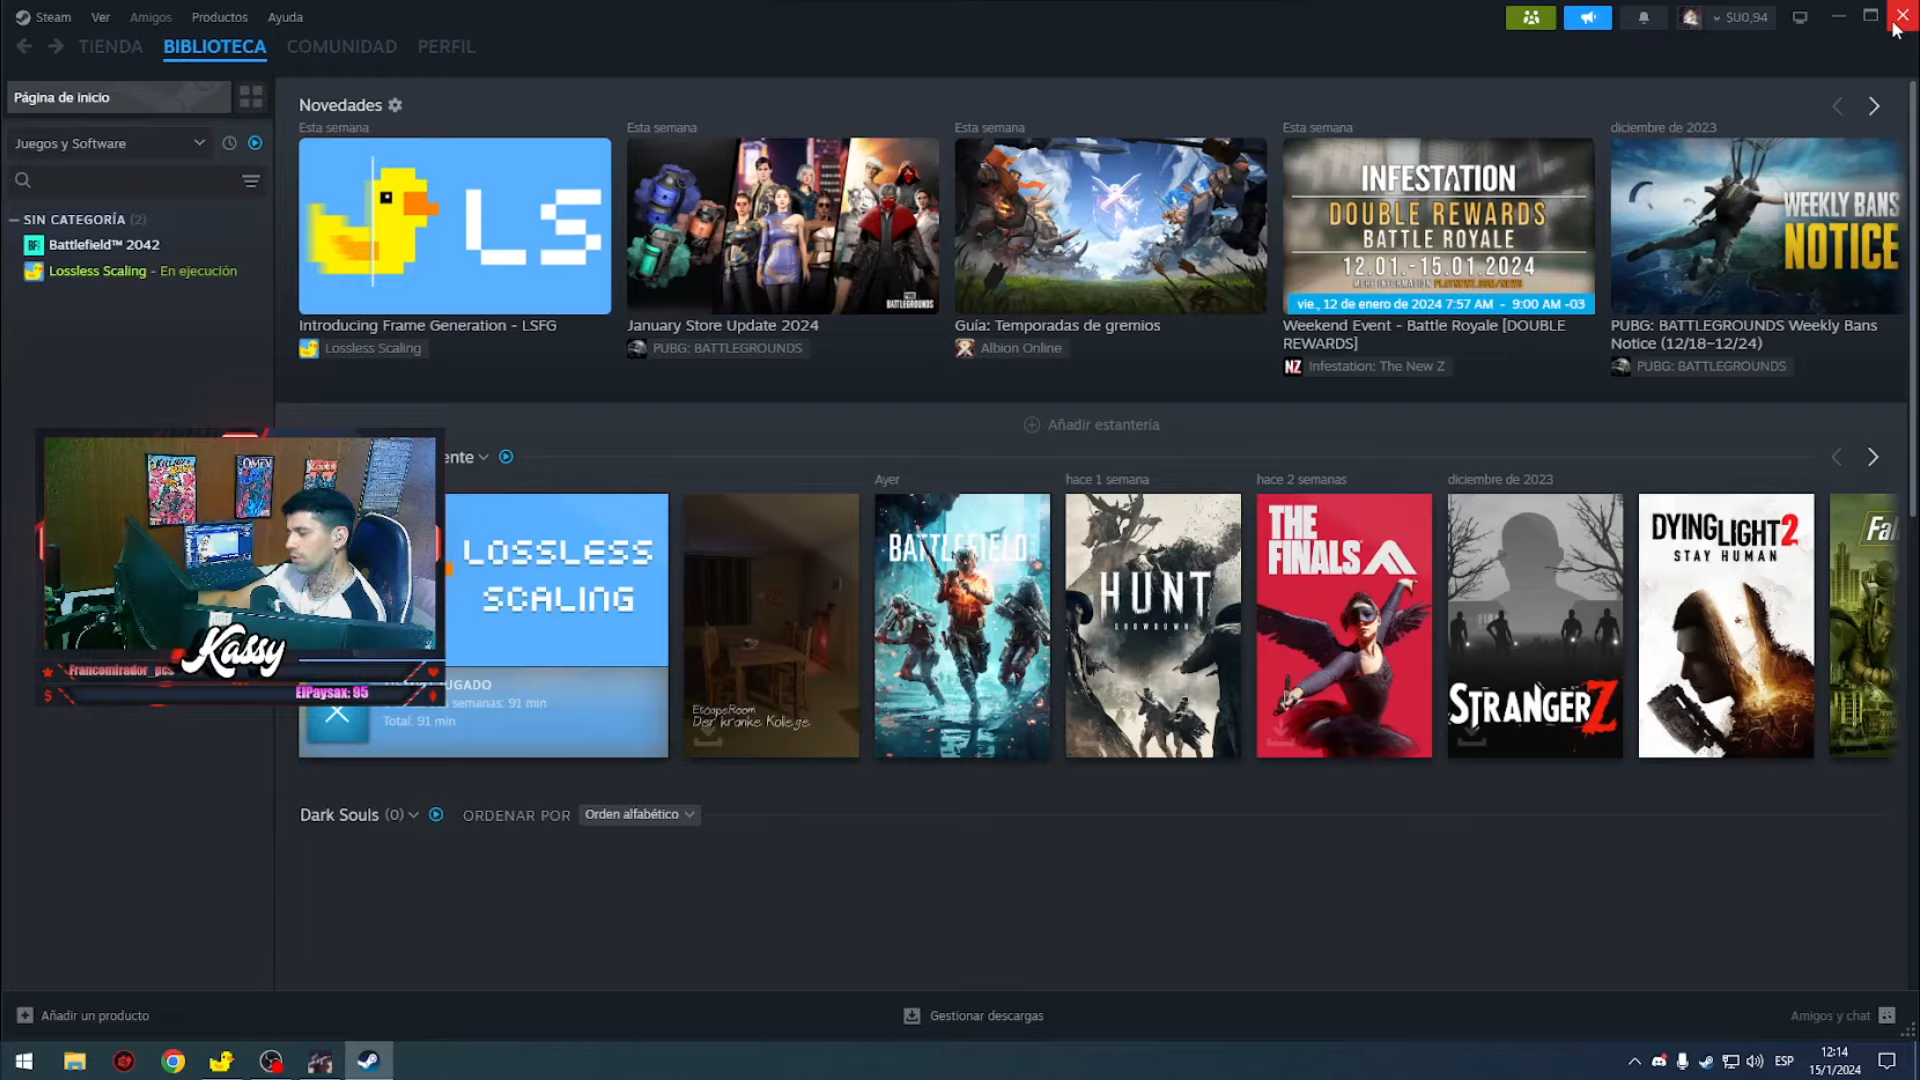 Steam Ver Amigos Productos Ayuda
$U0,94
TIENDA BIBLIOTECA COMUNIDAD PERFIL
Página de inicio
Juegos y Software
SIN CATEGORÍA (2)
Battlefield™ 2042
Lossless Scaling - En ejecución
Novedades
Esta semana
LS
Introducing Frame Generation - LSFG
Lossless Scaling
Esta semana
PUBG BATTLEGROUNDS
January Store Update 2024
PUBG: BATTLEGROUNDS
Esta semana
Guía: Temporadas de gremios
Albion Online
Esta semana
INFESTATION
DOUBLE REWARDS
BATTLE ROYALE
12.01.-15.01.2024
vie., 12 de enero de 2024 7:57 AM - 9:00 AM -03
Weekend Event - Battle Royale [DOUBLE
REWARDS]
NZ Infestation: The New Z
diciembre de 2023
WEEKLY BANS
NOTICE
PUBG: BATTLEGROUNDS Weekly Bans
Notice (12/18~12/24)
PUBG: BATTLEGROUNDS
Añadir estantería
ente
LOSSLESS
SCALING
UGADO
semanas: 91 min
Total: 91 min
EscapeRoom
Der kranke Kollege
Ayer
BATTLEFIELD
hace 1 semana
HUNT
SHOWDOWN
hace 2 semanas
THE
FINALS
diciembre de 2023
STRANGERZ
DYING LIGHT 2
STAY HUMAN
Fal
OMEN
Kassy
Francomirador_pcs
ElPaysax: 95
Dark Souls (0) ORDENAR POR Orden alfabético
Añadir un producto
Gestionar descargas
Amigos y chat
ESP
12:14
15/1/2024